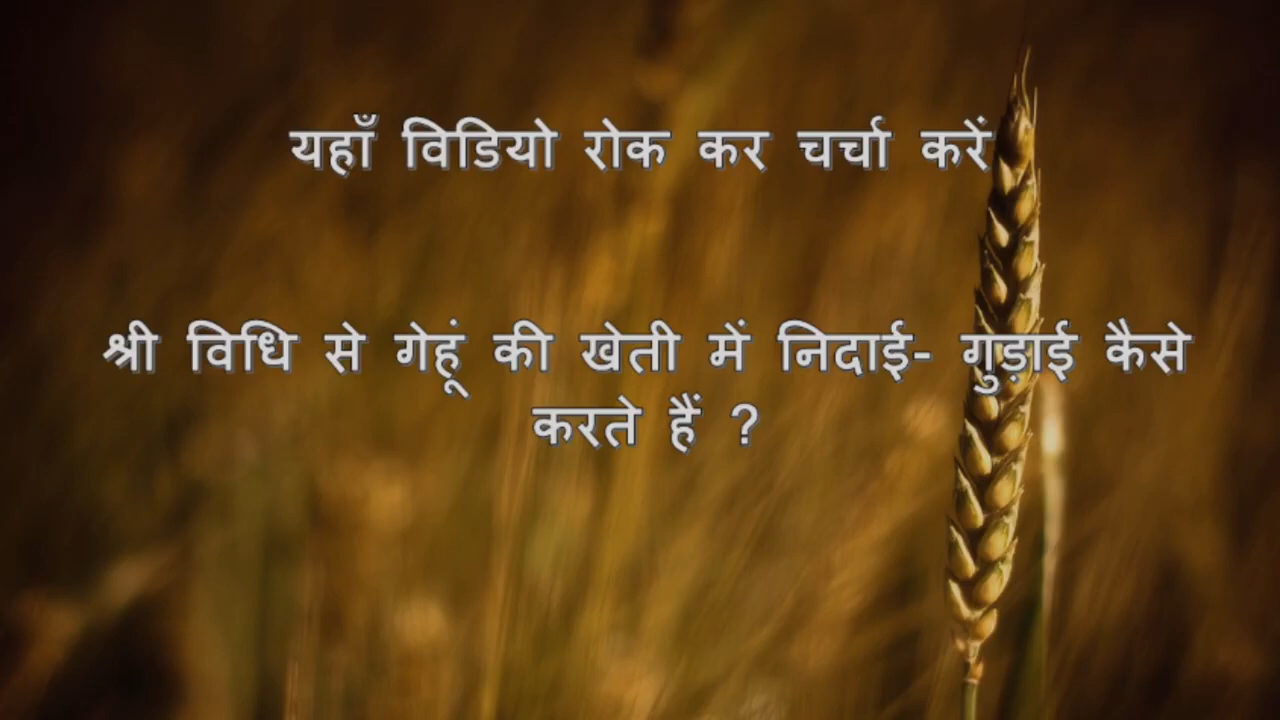 यहाँ विडियो रोक कर चर्चा करें
श्री विधि से गेहूं की खेती में निदाई- गुड़ाई कैसे
करते हैं ?